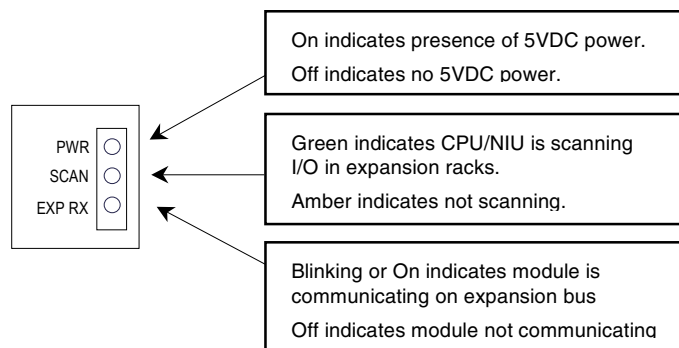 On indicates presence of 5VDC power.
Off indicates no 5VDC power.
PWR
SCAN
EXP RX
Green indicates CPU/NIU is scanning
I/O in expansion racks.
Amber indicates not scanning.
Blinking or On indicates module is
communicating on expansion bus
Off indicates module not communicating